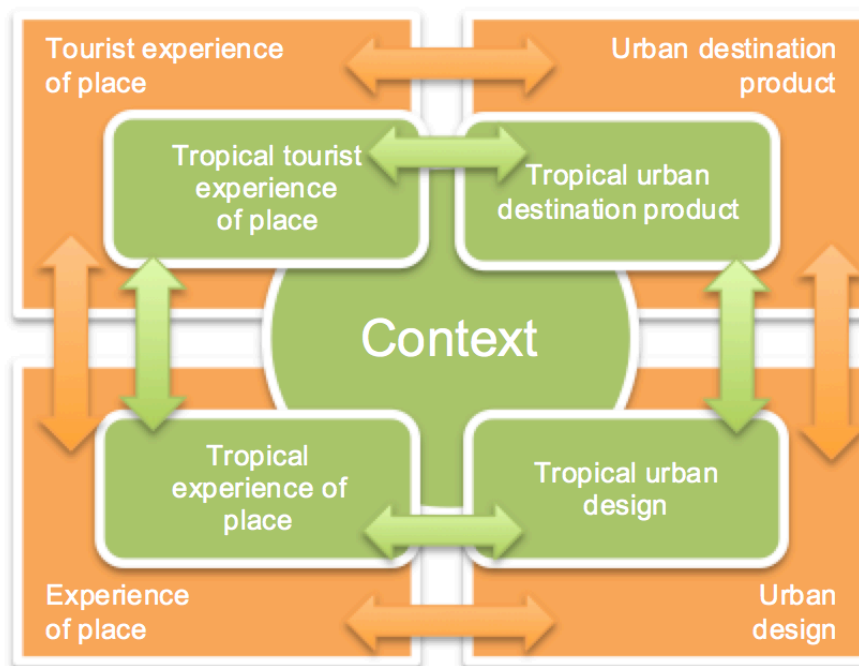 Tourist experience
of place
Urban destination
product
Tropical tourist
experience
of place
Tropical urban
destination product
Context
Tropical
experience of
place
Tropical urban
design
Experience
of place
Urban
design